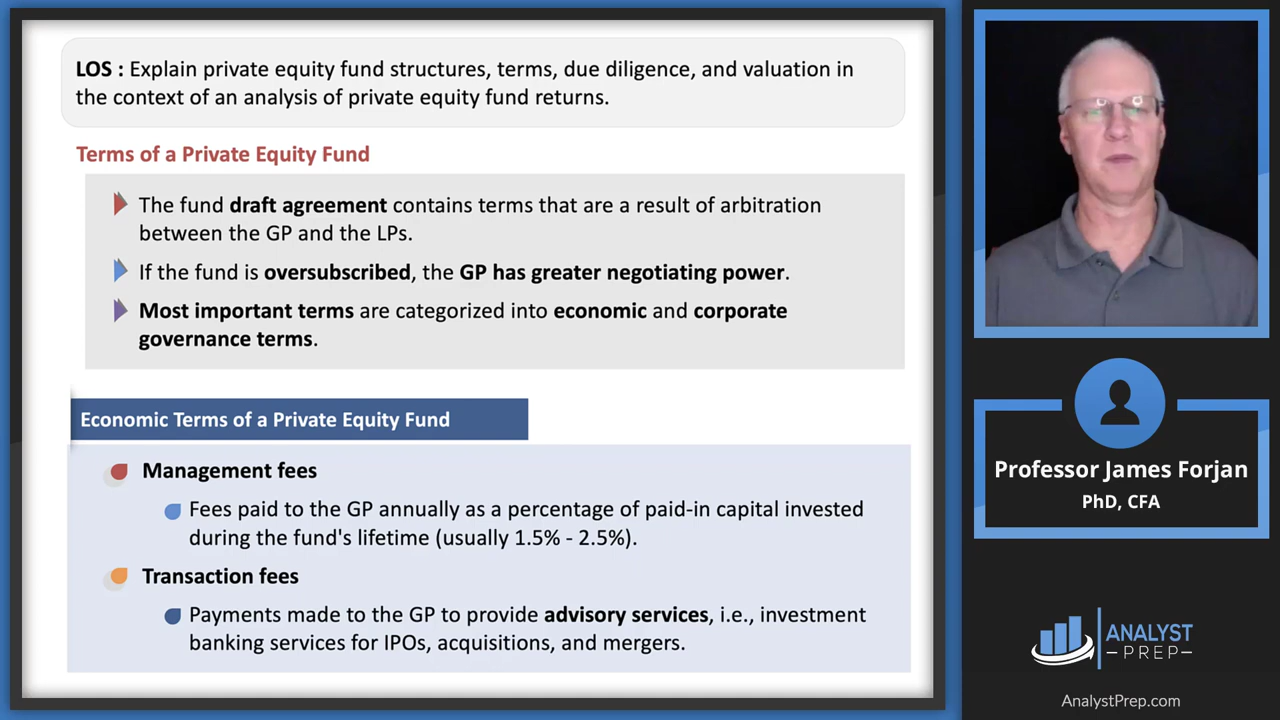 LOS : Explain private equity fund structures, terms, due diligence, and valuation in
the context of an analysis of private equity fund returns.
Terms of a Private Equity Fund
The fund draft agreement contains terms that are a result of arbitration
between the GP and the LPs.
If the fund is oversubscribed, the GP has greater negotiating power.
Most important terms are categorized into economic and corporate
governance terms.
Economic Terms of a Private Equity Fund
Management fees
Fees paid to the GP annually as a percentage of paid-in capital invested
during the fund's lifetime (usually 1.5% - 2.5%).
Transaction fees
Payments made to the GP to provide advisory services, i.e., investment
banking services for IPOs, acquisitions, and mergers.
Professor James Forjan
PhD, CFA
ANALYST
PREP
AnalystPrep.com